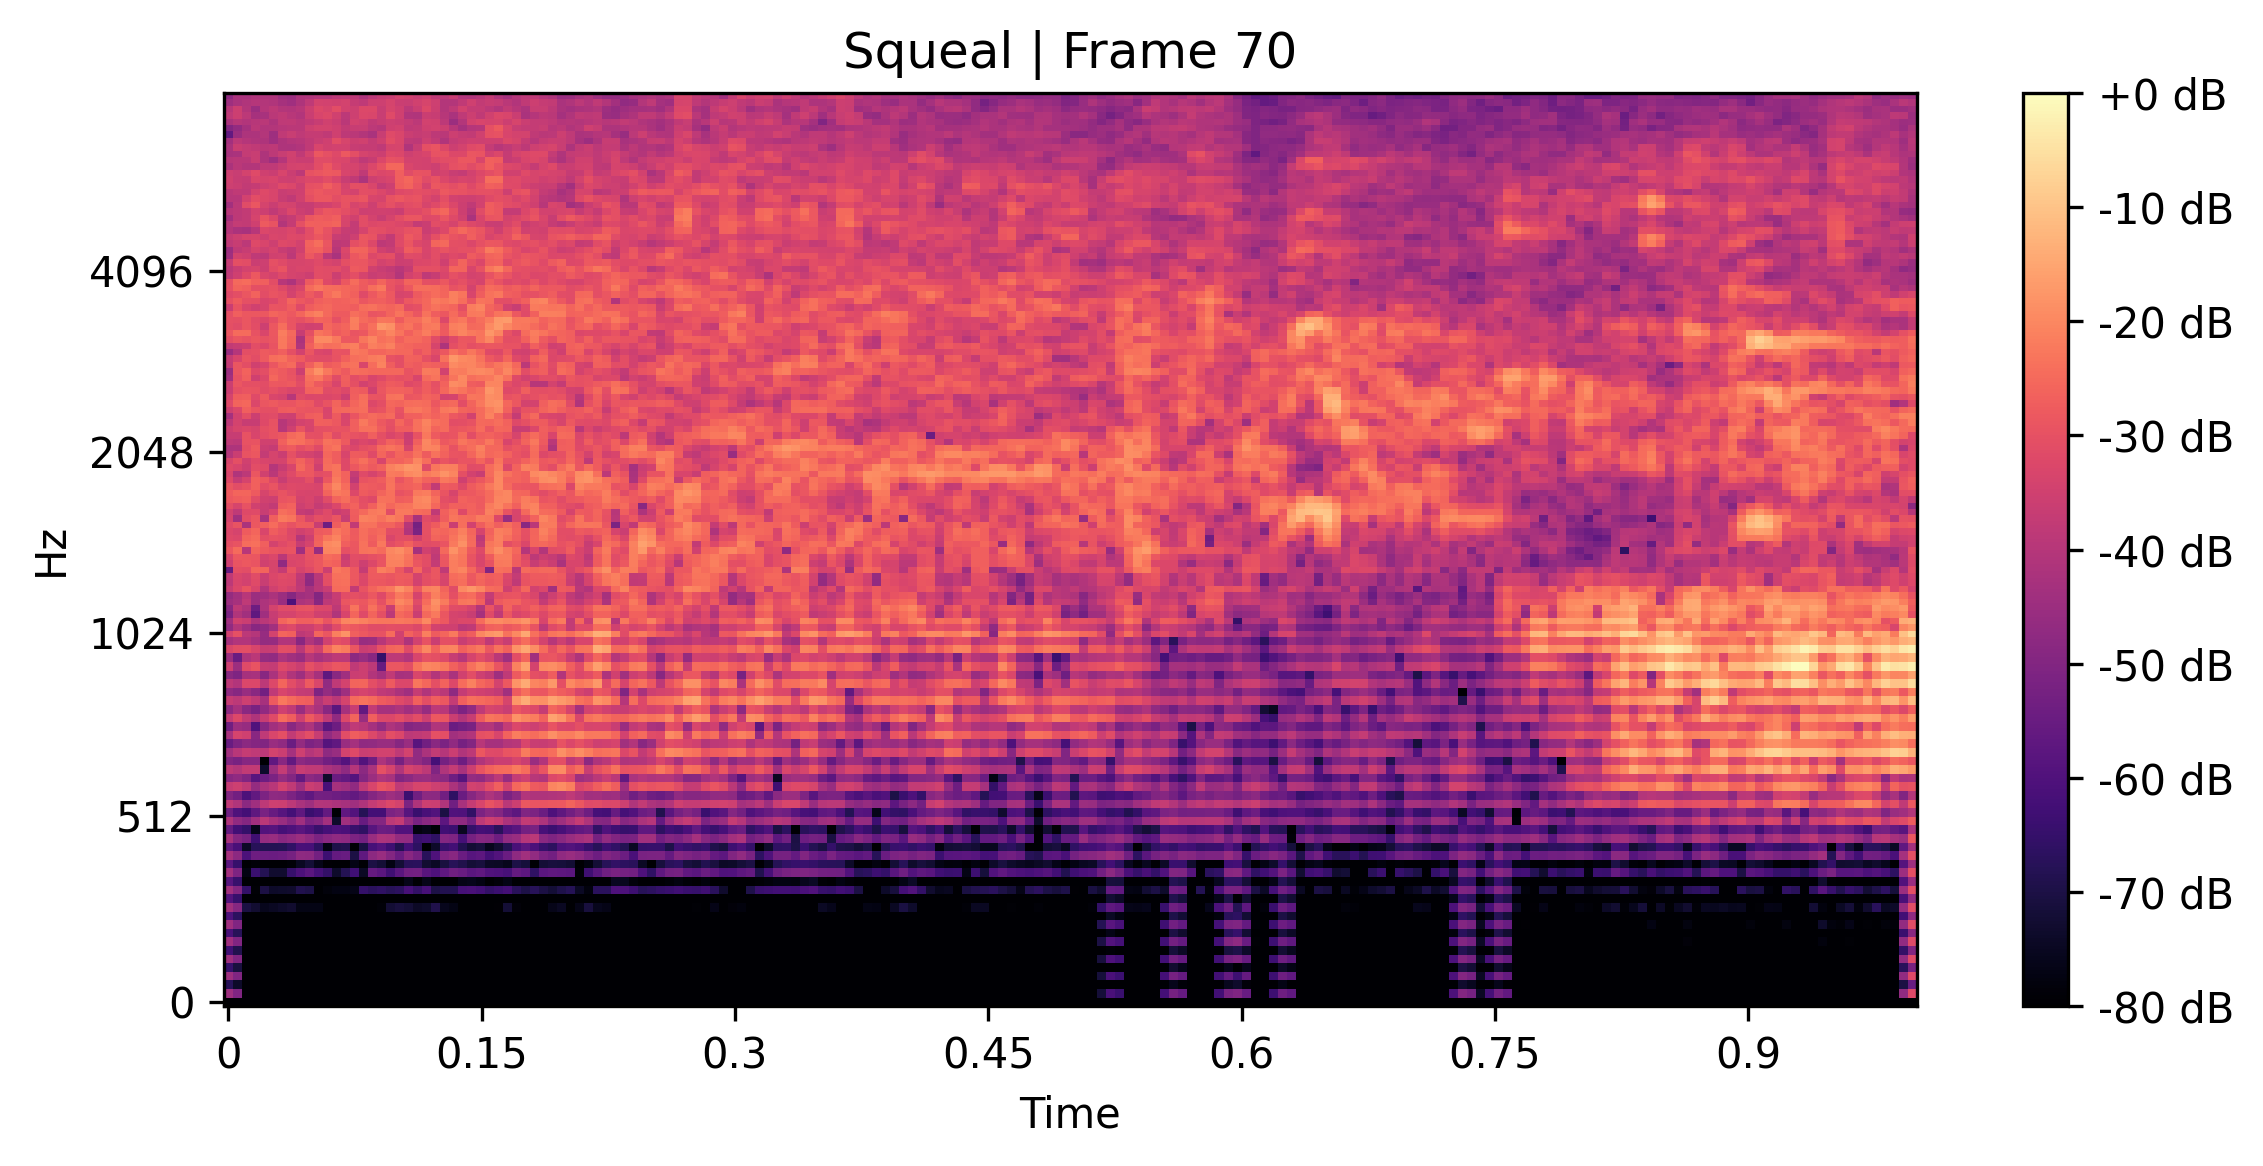 Squeal | Frame 70
Hz
4096
2048
1024
512
0
0 0.15 0.3 0.45 0.6 0.75 0.9
Time
+0 dB
-10 dB
-20 dB
-30 dB
-40 dB
-50 dB
-60 dB
-70 dB
-80 dB